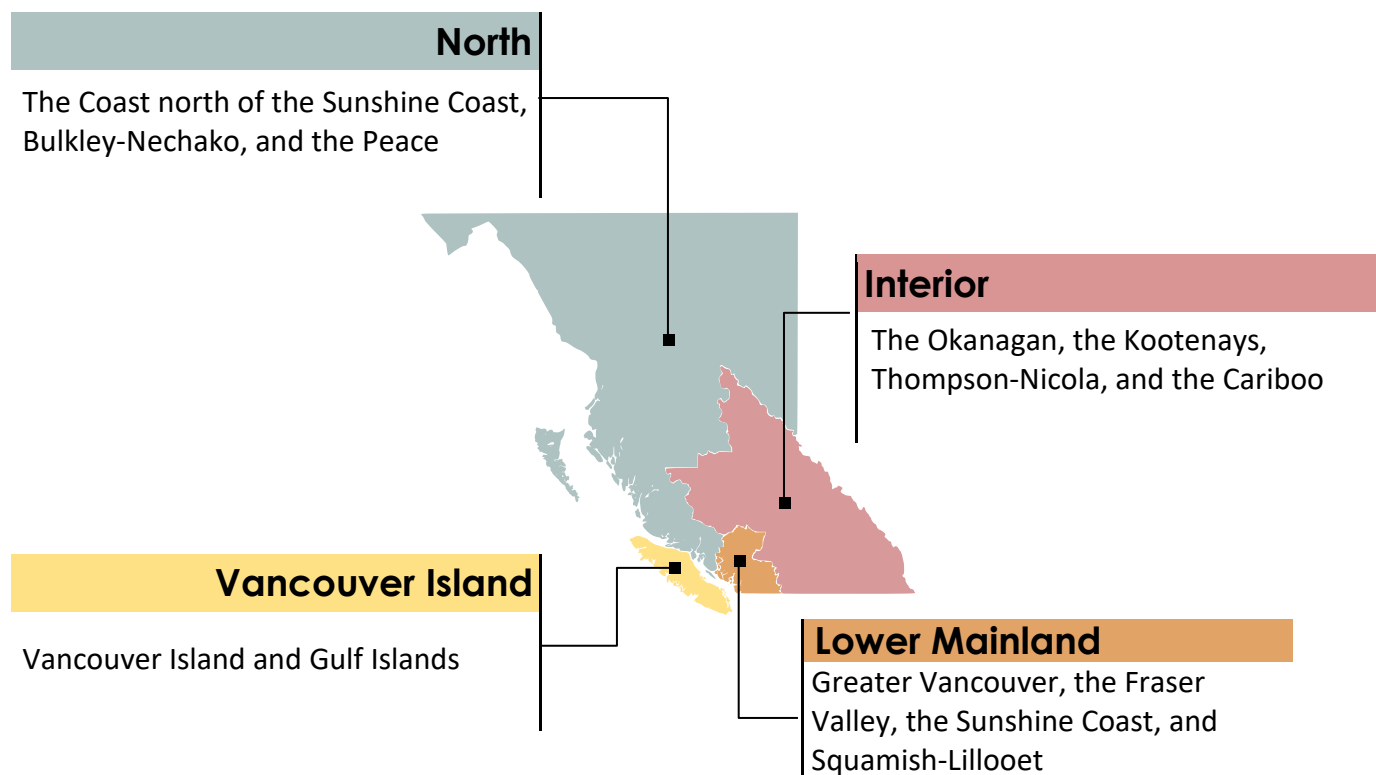 North
The Coast north of the Sunshine Coast,
Bulkley-Nechako, and the Peace
Interior
The Okanagan, the Kootenays,
Thompson-Nicola, and the Cariboo
Vancouver Island
Vancouver Island and Gulf Islands
Lower Mainland
Greater Vancouver, the Fraser
Valley, the Sunshine Coast, and
Squamish-Lillooet